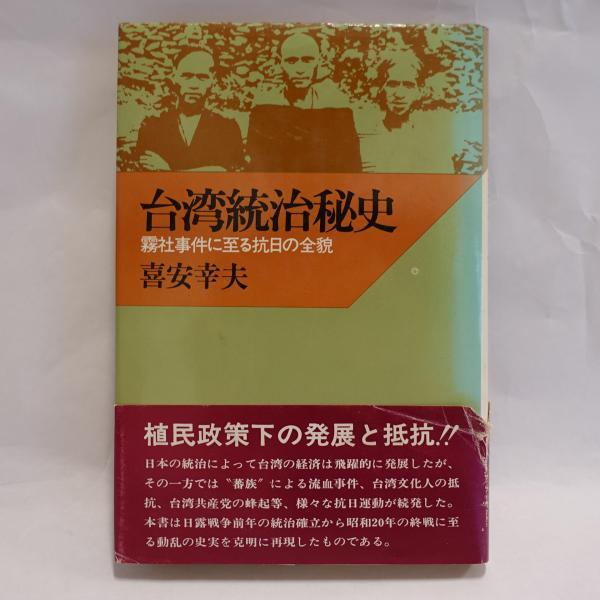 台湾統治秘史
霧社事件に至る抗日の全貌
喜安幸夫
植民政策下の発展と抵抗!!
日本の統治によって台湾の経済は飛躍的に発展したが、
その一方では〝蕃族〟による流血事件、台湾文化人の抵
抗、台湾共産党の峰起等、様々な抗日運動が続発した。
本書は日露戦争前年の統治確立から昭和20年の終戦に至
る動乱の史実を克明に再現したものである。